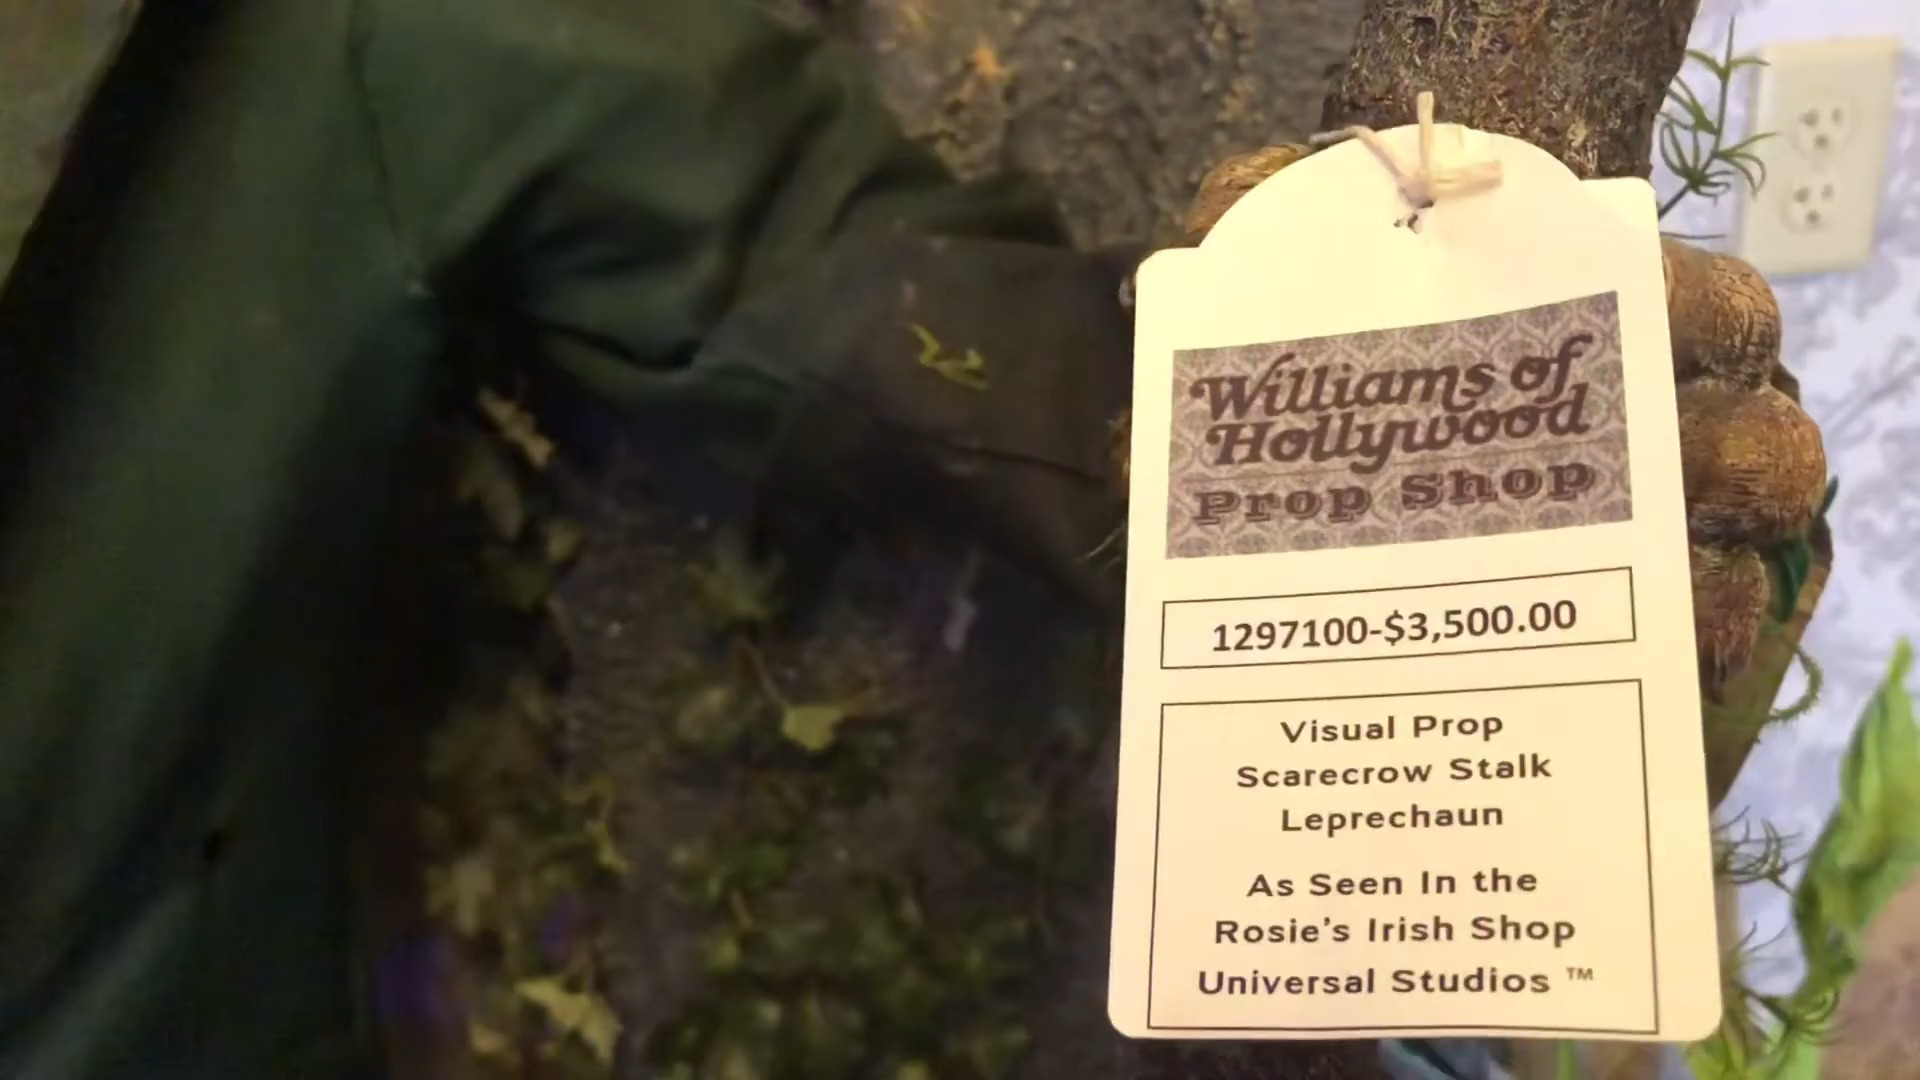 Williams of
Hollywood
Prop Shop
1297100-$3,500.00
Visual Prop
Scarecrow Stalk
Leprechaun
As Seen In the
Rosie's Irish Shop
Universal Studios ™